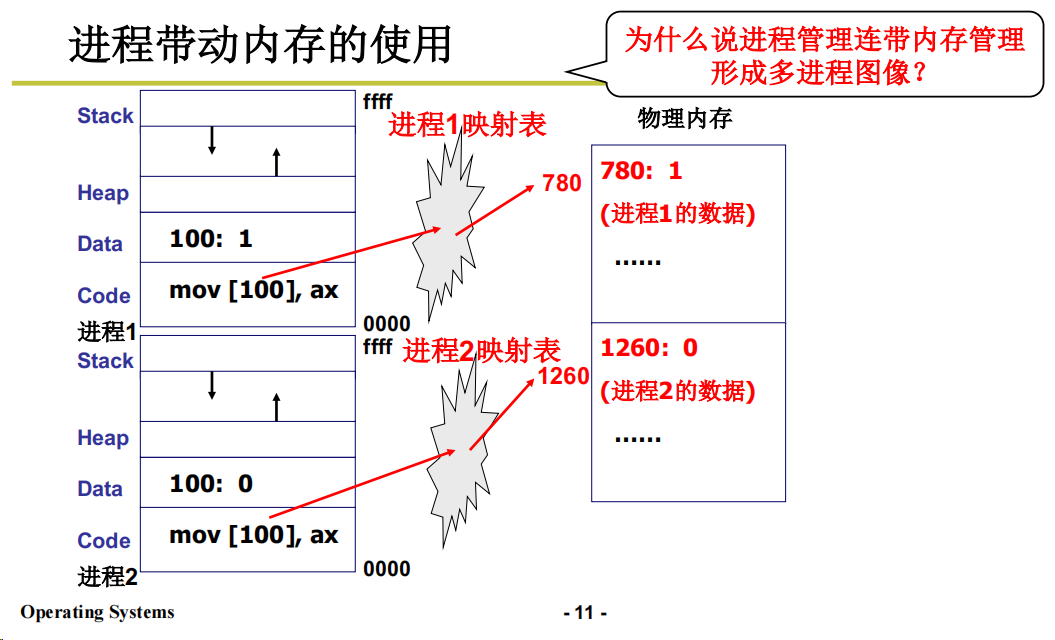 进程带动内存的使用
为什么说进程管理连带内存管理
形成多进程图像？
Stack
ffff
进程1映射表
物理内存
780
780: 1
(进程1的数据)
……
Heap
Data
100: 1
Code
mov [100], ax
进程1
0000
Stack
ffff
进程2映射表
1260
1260: 0
(进程2的数据)
……
Heap
Data
100: 0
Code
mov [100], ax
进程2
0000
Operating Systems
- 11 -